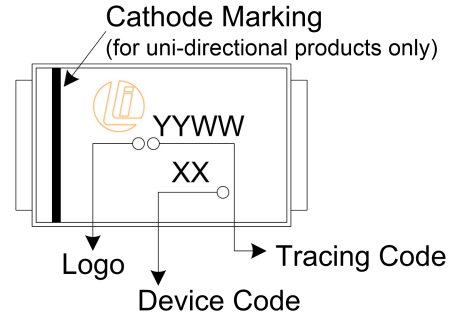 Cathode Marking
(for uni-directional products only)
YYWW
XX
Logo
Tracing Code
Device Code